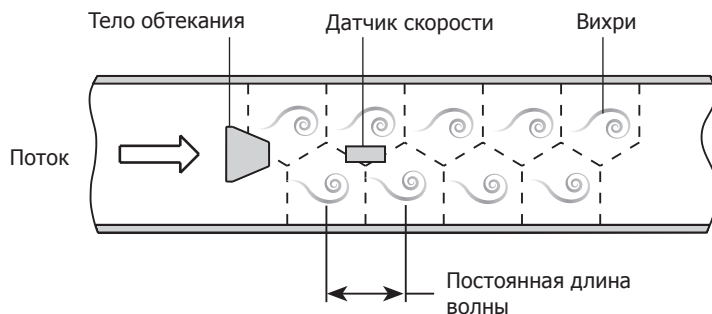 Тело обтекания
Датчик скорости
Вихри
Поток
Постоянная длина
волны